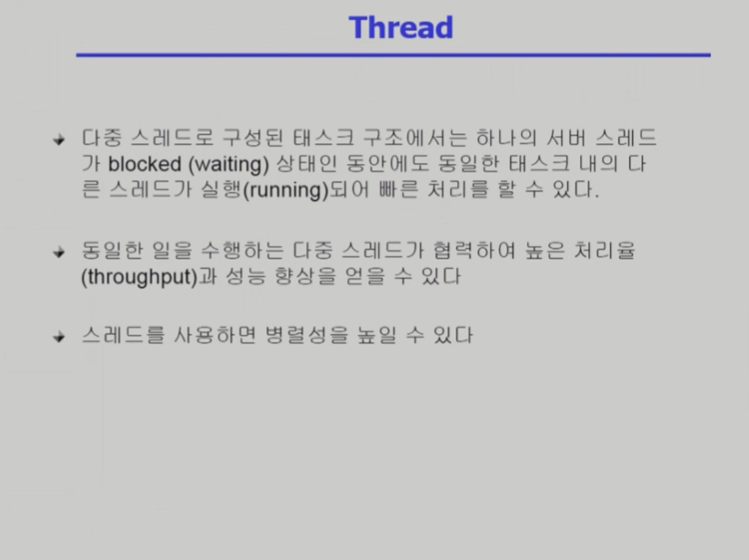 Thread
다중 스레드로 구성된 태스크 구조에서는 하나의 서버 스레드
가 blocked (waiting) 상태인 동안에도 동일한 태스크 내의 다
른 스레드가 실행(running)되어 빠른 처리를 할 수 있다.
동일한 일을 수행하는 다중 스레드가 협력하여 높은 처리율
(throughput)과 성능 향상을 얻을 수 있다
스레드를 사용하면 병렬성을 높일 수 있다